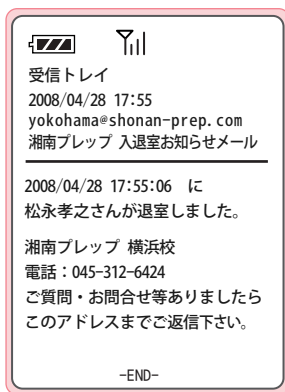 受信トレイ
2008/04/28 17:55
yokohama@shonan-prep.com
湘南プレップ 入退室お知らせメール
2008/04/28 17:55:06 に
松永孝之さんが退室しました。
湘南プレップ 横浜校
電話：045-312-6424
ご質問・お問合せ等ありましたら
このアドレスまでご返信下さい。
-END-